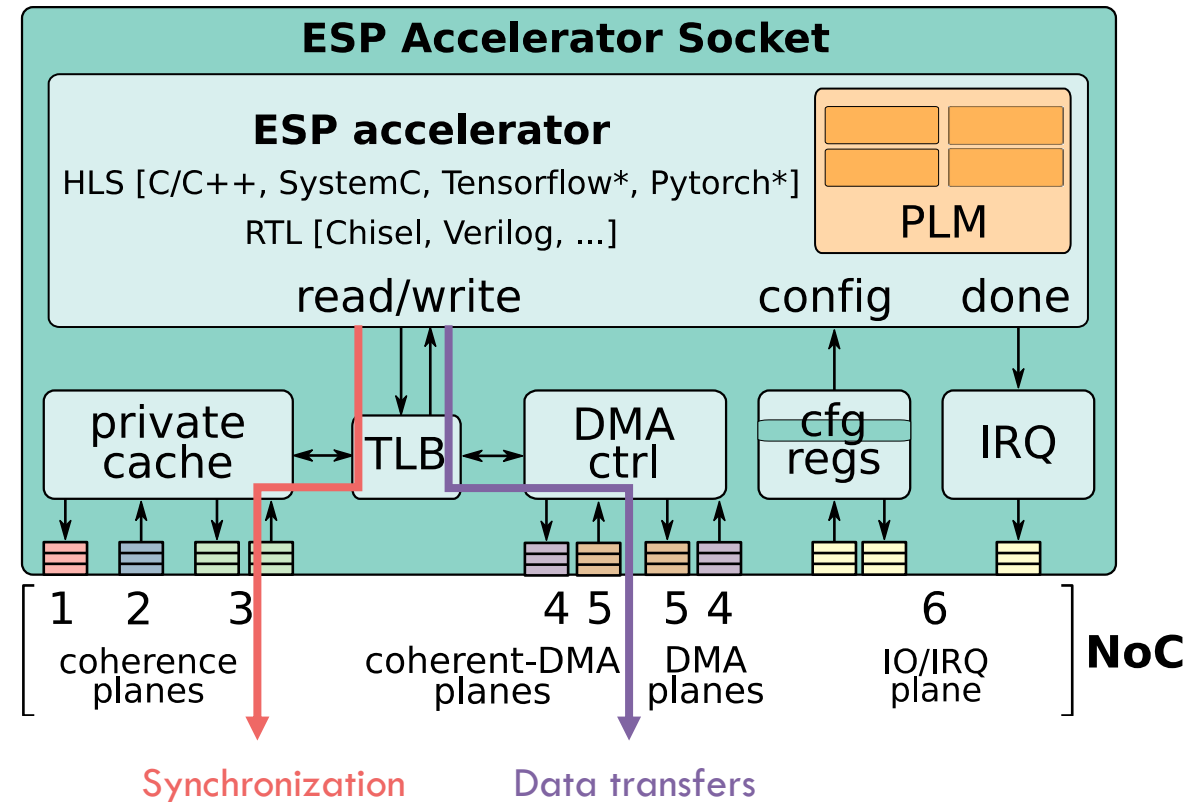 ESP Accelerator Socket
ESP accelerator
HLS [C/C++, SystemC, Tensorflow*, Pytorch*]
RTL [Chisel, Verilog, ...]
PLM
read/write
config
done
private
cache
TLB
DMA
ctrl
cfg
regs
IRQ
1 2 3 4 5 5 4 6
coherence
planes
coherent-DMA
planes
DMA
planes
IO/IRQ
plane
NoC
Synchronization
Data transfers